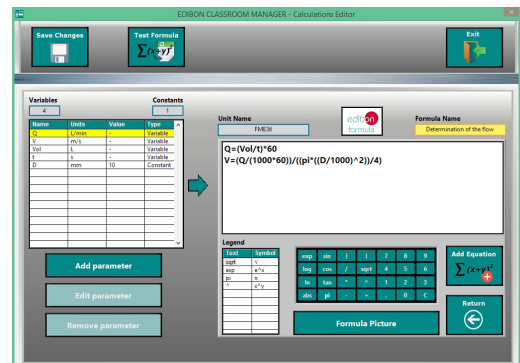 EDIBON CLASSROOM MANAGER - Calculations Editor
Save Changes
Test Formula
Exit
Variables
Constants
4
1
Name Units Value Type
Q L/min - Variable
V m/s - Variable
Vol L - Variable
t s - Variable
D mm 10 Constant
Add parameter
Edit parameter
Remove parameter
Unit Name
FME36
edibon
formula
Formula Name
Determination of the flow
Q=(Vol/t)*60
V=(Q/(1000*60))/((pi*((D/1000)^2))/4)
Legend
Text Symbol
sqrt √
exp e^x
pi π
^ x^y
exp sin ) ( 7 8 9
log cos / sqrt 4 5 6
ln tan * ^ 1 2 3
abs pi - + . 0 C
Formula Picture
Add Equation
Return